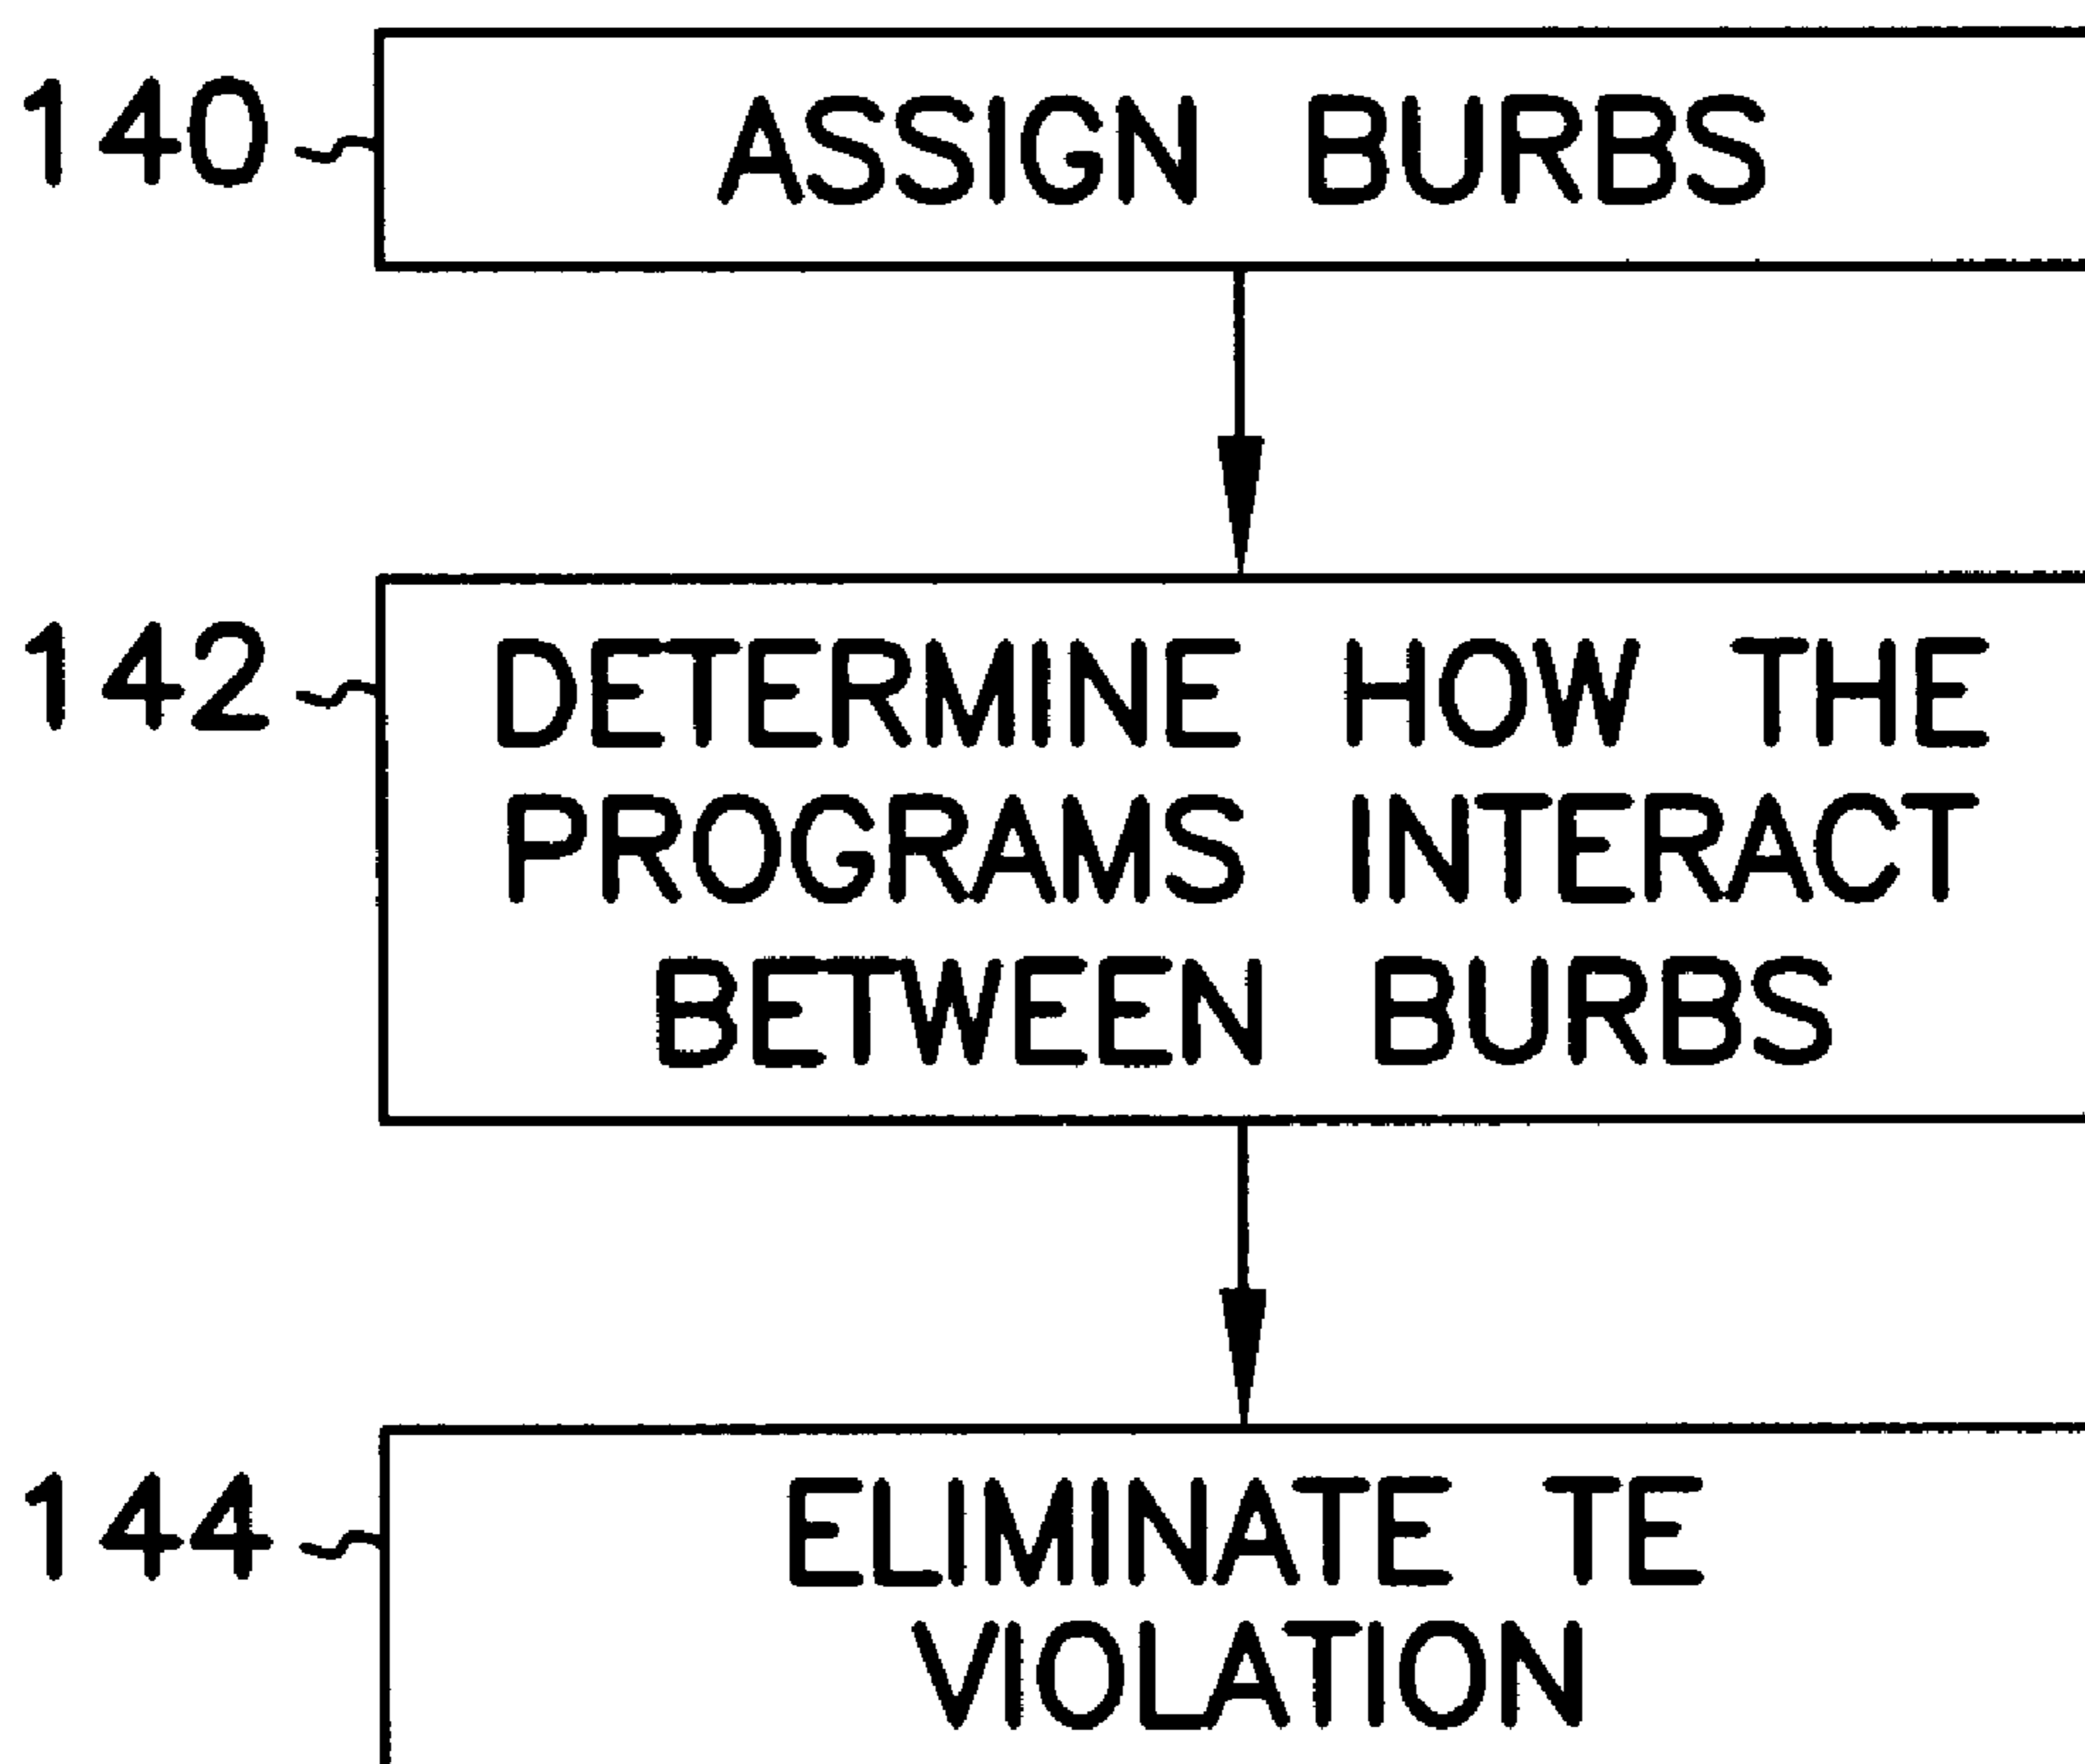 140
ASSIGN BURBS
142
DETERMINE HOW THE
PROGRAMS INTERACT
BETWEEN BURBS
144
ELIMINATE TE
VIOLATION